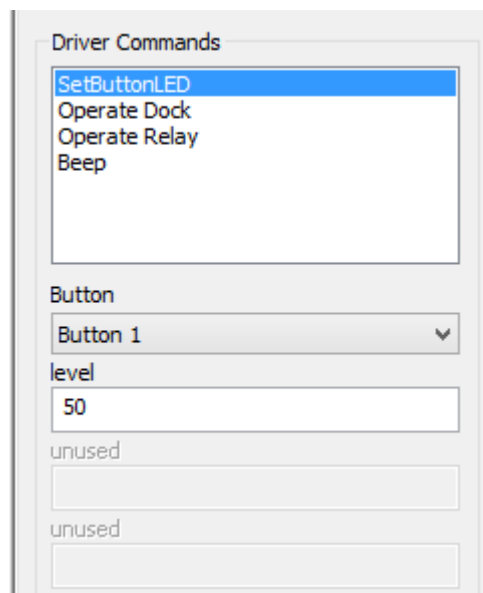 Driver Commands
SetButtonLED
Operate Dock
Operate Relay
Beep
Button
Button 1
level
50
unused
unused